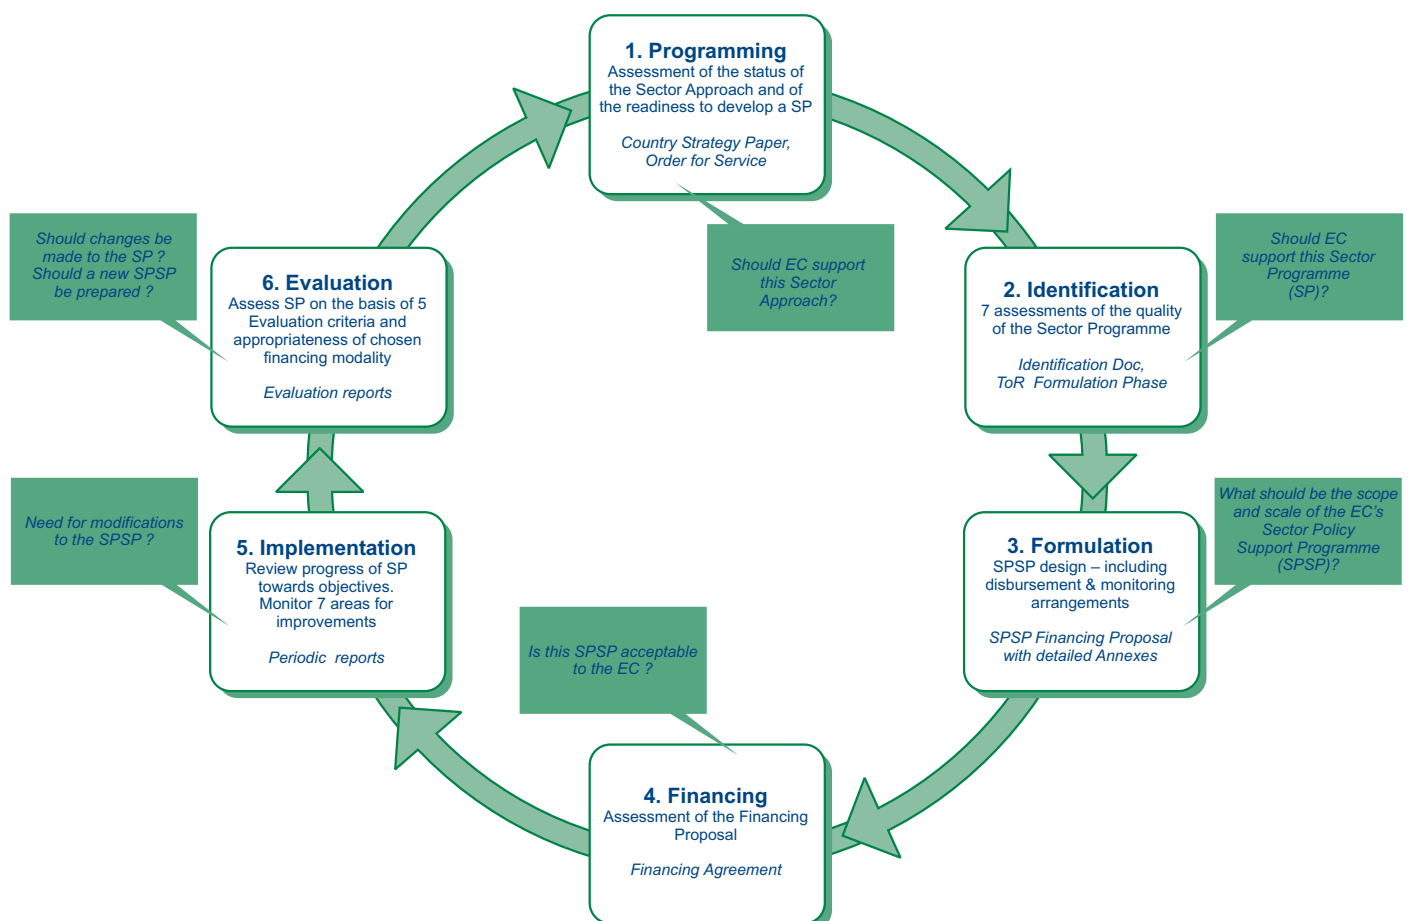 1. Programming
Assessment of the status of
the Sector Approach and of
the readiness to develop a SP
Country Strategy Paper,
Order for Service
Should EC support
this Sector
Approach?
2. Identification
7 assessments of the quality
of the Sector Programme
Identification Doc,
ToR  Formulation Phase
Should EC
support this Sector
Programme
(SP)?
3. Formulation
SPSP design – including
disbursement & monitoring
arrangements
SPSP Financing Proposal
with detailed Annexes
What should be the scope
and scale of the EC's
Sector Policy
Support Programme
(SPSP)?
4. Financing
Assessment of the Financing
Proposal
Financing Agreement
Is this SPSP acceptable
to the EC ?
5. Implementation
Review progress of SP
towards objectives.
Monitor 7 areas for
improvements
Periodic  reports
Need for modifications
to the SPSP ?
6. Evaluation
Assess SP on the basis of 5
Evaluation criteria and
appropriateness of chosen
financing modality
Evaluation reports
Should changes be
made to the SP ?
Should a new SPSP
be prepared ?